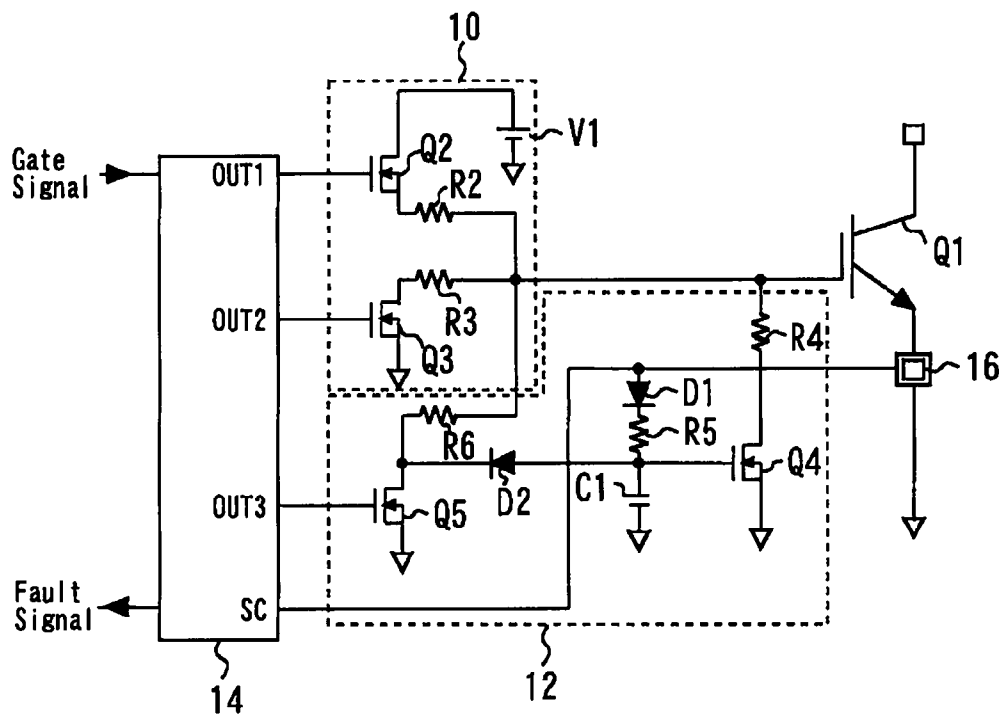 10
V1
Gate
Signal
OUT1
Q2
R2
Q1
OUT2
R3
Q3
R4
16
D1
R6
R5
Q4
D2
C1
OUT3
Q5
Fault
Signal
SC
14
12